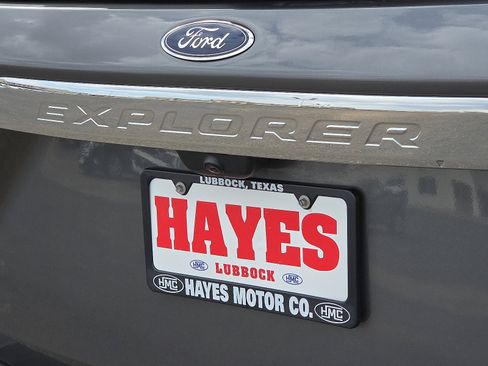 Ford
EXPLORER
LUBBOCK, TEXAS
HAYES
HMC LUBBOCK HMC
HMC HAYES MOTOR CO. HMC